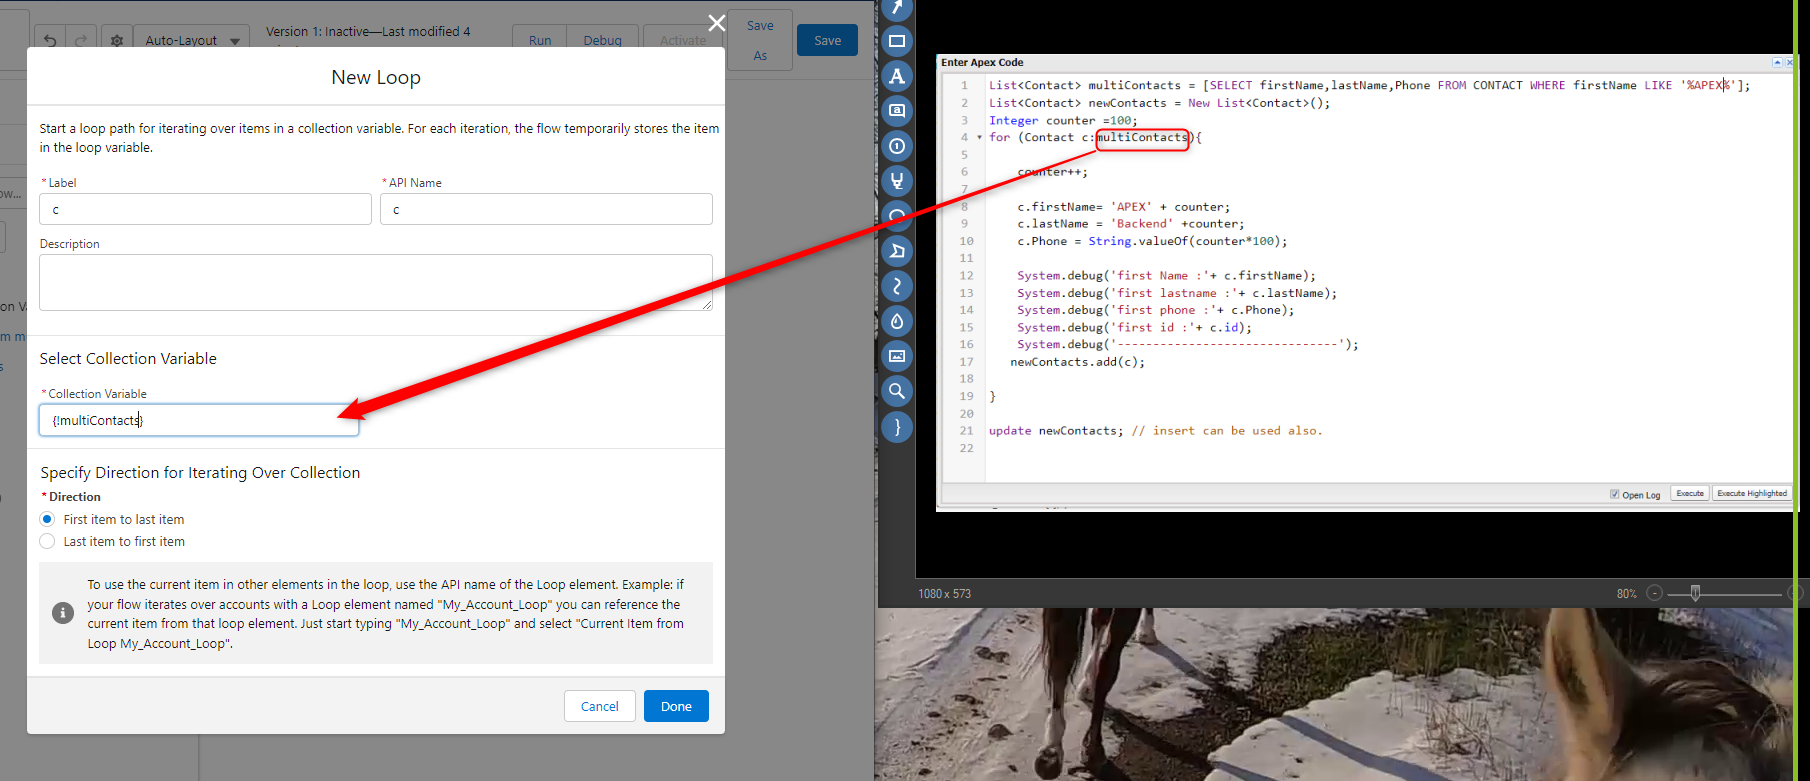 Auto-Layout
Version 1: Inactive—Last modified 4
Run
Debug
Activate
Save
As
Save
New Loop
Start a loop path for iterating over items in a collection variable. For each iteration, the flow temporarily stores the item
in the loop variable.
* Label
* API Name
c
c
Description
Select Collection Variable
* Collection Variable
{!multiContacts}
Specify Direction for Iterating Over Collection
* Direction
First item to last item
Last item to first item
To use the current item in other elements in the loop, use the API name of the Loop element. Example: if
your flow iterates over accounts with a Loop element named "My_Account_Loop" you can reference the
current item from that loop element. Just start typing "My_Account_Loop" and select "Current Item from
Loop My_Account_Loop".
Cancel
Done
Enter Apex Code
1 List<Contact> multiContacts = [SELECT firstName,lastName,Phone FROM CONTACT WHERE firstName LIKE '%APEX%'];
2 List<Contact> newContacts = New List<Contact>();
3 Integer counter =100;
4 for (Contact c:multiContacts){
5
6 counter++;
7
8 c.firstName= 'APEX' + counter;
9 c.lastName = 'Backend' +counter;
10 c.Phone = String.valueOf(counter*100);
11
12 System.debug('first Name :'+ c.firstName);
13 System.debug('first lastname :'+ c.lastName);
14 System.debug('first phone :'+ c.Phone);
15 System.debug('first id :'+ c.id);
16 System.debug('-------------------------------');
17 newContacts.add(c);
18
19 }
20
21 update newContacts; // insert can be used also.
22
Open Log
Execute
Execute Highlighted
1080 x 573
80%